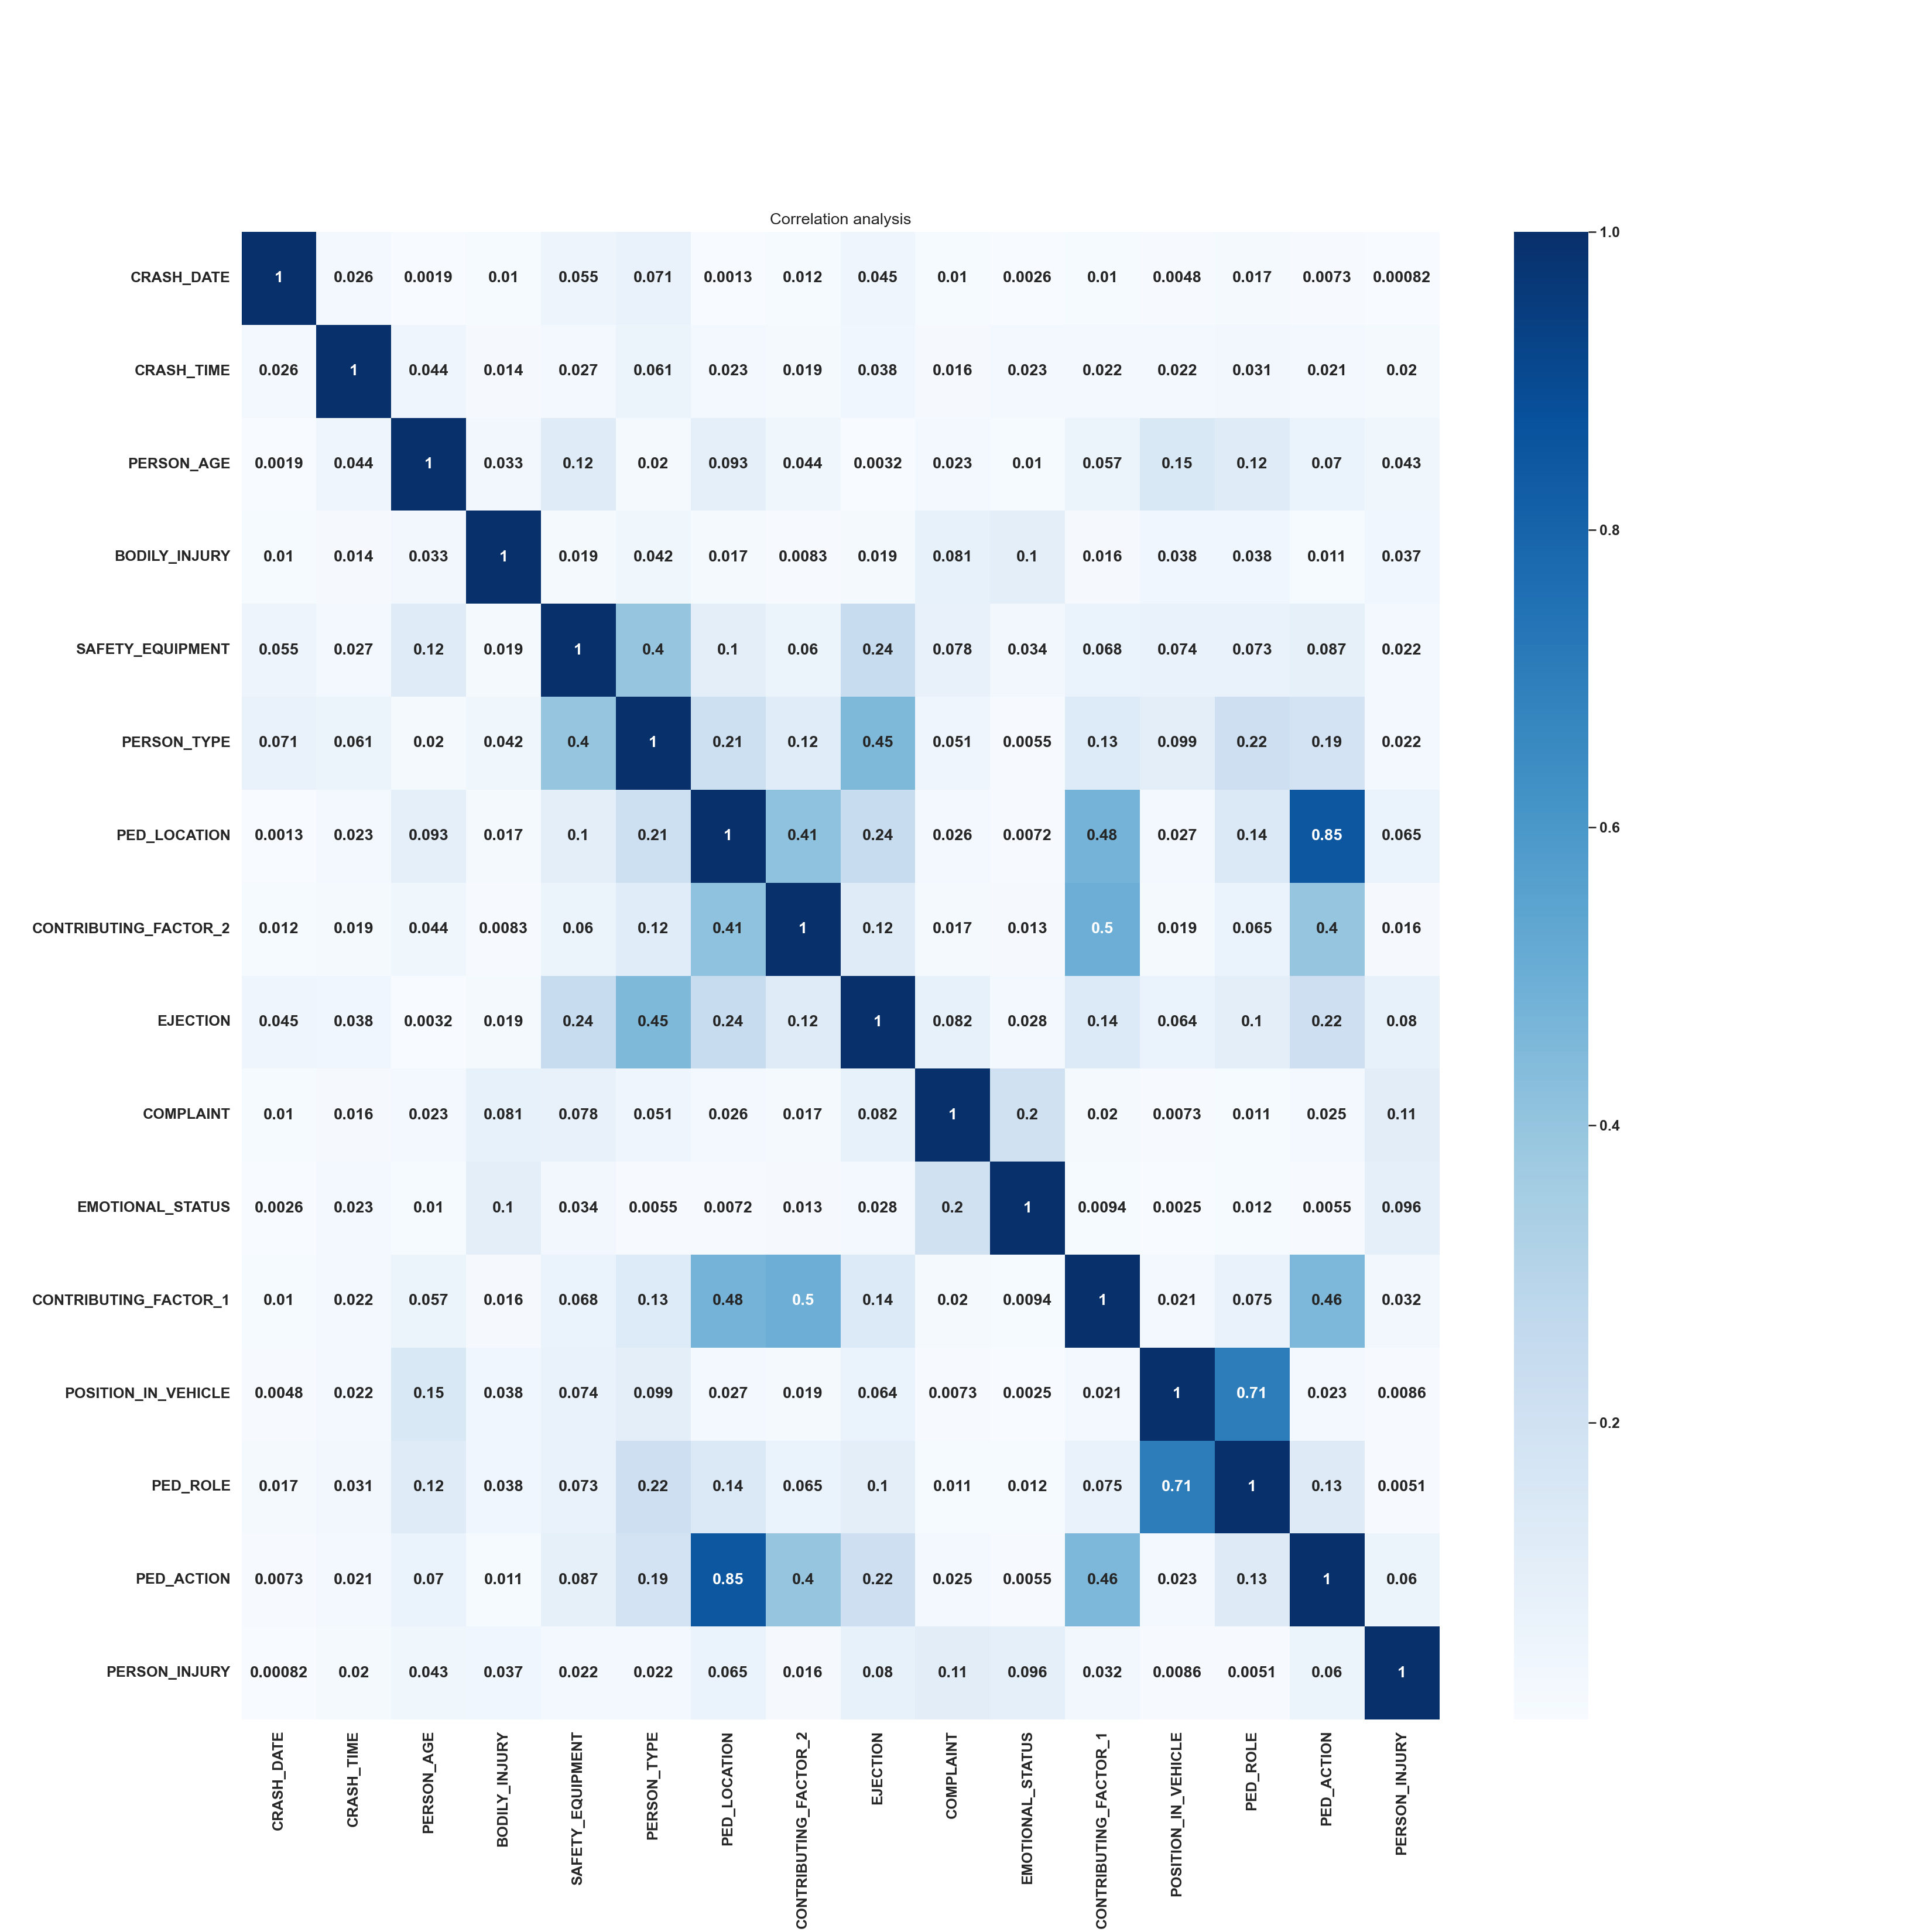 Correlation analysis
CRASH_DATE 1 0.026 0.0019 0.01 0.055 0.071 0.0013 0.012 0.045 0.01 0.0026 0.01 0.0048 0.017 0.0073 0.00082
CRASH_TIME 0.026 1 0.044 0.014 0.027 0.061 0.023 0.019 0.038 0.016 0.023 0.022 0.022 0.031 0.021 0.02
PERSON_AGE 0.0019 0.044 1 0.033 0.12 0.02 0.093 0.044 0.0032 0.023 0.01 0.057 0.15 0.12 0.07 0.043
BODILY_INJURY 0.01 0.014 0.033 1 0.019 0.042 0.017 0.0083 0.019 0.081 0.1 0.016 0.038 0.038 0.011 0.037
SAFETY_EQUIPMENT 0.055 0.027 0.12 0.019 1 0.4 0.1 0.06 0.24 0.078 0.034 0.068 0.074 0.073 0.087 0.022
PERSON_TYPE 0.071 0.061 0.02 0.042 0.4 1 0.21 0.12 0.45 0.051 0.0055 0.13 0.099 0.22 0.19 0.022
PED_LOCATION 0.0013 0.023 0.093 0.017 0.1 0.21 1 0.41 0.24 0.026 0.0072 0.48 0.027 0.14 0.85 0.065
CONTRIBUTING_FACTOR_2 0.012 0.019 0.044 0.0083 0.06 0.12 0.41 1 0.12 0.017 0.013 0.5 0.019 0.065 0.4 0.016
EJECTION 0.045 0.038 0.0032 0.019 0.24 0.45 0.24 0.12 1 0.082 0.028 0.14 0.064 0.1 0.22 0.08
COMPLAINT 0.01 0.016 0.023 0.081 0.078 0.051 0.026 0.017 0.082 1 0.2 0.02 0.0073 0.011 0.025 0.11
EMOTIONAL_STATUS 0.0026 0.023 0.01 0.1 0.034 0.0055 0.0072 0.013 0.028 0.2 1 0.0094 0.0025 0.012 0.0055 0.096
CONTRIBUTING_FACTOR_1 0.01 0.022 0.057 0.016 0.068 0.13 0.48 0.5 0.14 0.02 0.0094 1 0.021 0.075 0.46 0.032
POSITION_IN_VEHICLE 0.0048 0.022 0.15 0.038 0.074 0.099 0.027 0.019 0.064 0.0073 0.0025 0.021 1 0.71 0.023 0.0086
PED_ROLE 0.017 0.031 0.12 0.038 0.073 0.22 0.14 0.065 0.1 0.011 0.012 0.075 0.71 1 0.13 0.0051
PED_ACTION 0.0073 0.021 0.07 0.011 0.087 0.19 0.85 0.4 0.22 0.025 0.0055 0.46 0.023 0.13 1 0.06
PERSON_INJURY 0.00082 0.02 0.043 0.037 0.022 0.022 0.065 0.016 0.08 0.11 0.096 0.032 0.0086 0.0051 0.06 1
CRASH_DATE
CRASH_TIME
PERSON_AGE
BODILY_INJURY
SAFETY_EQUIPMENT
PERSON_TYPE
PED_LOCATION
CONTRIBUTING_FACTOR_2
EJECTION
COMPLAINT
EMOTIONAL_STATUS
CONTRIBUTING_FACTOR_1
POSITION_IN_VEHICLE
PED_ROLE
PED_ACTION
PERSON_INJURY
1.0
0.8
0.6
0.4
0.2